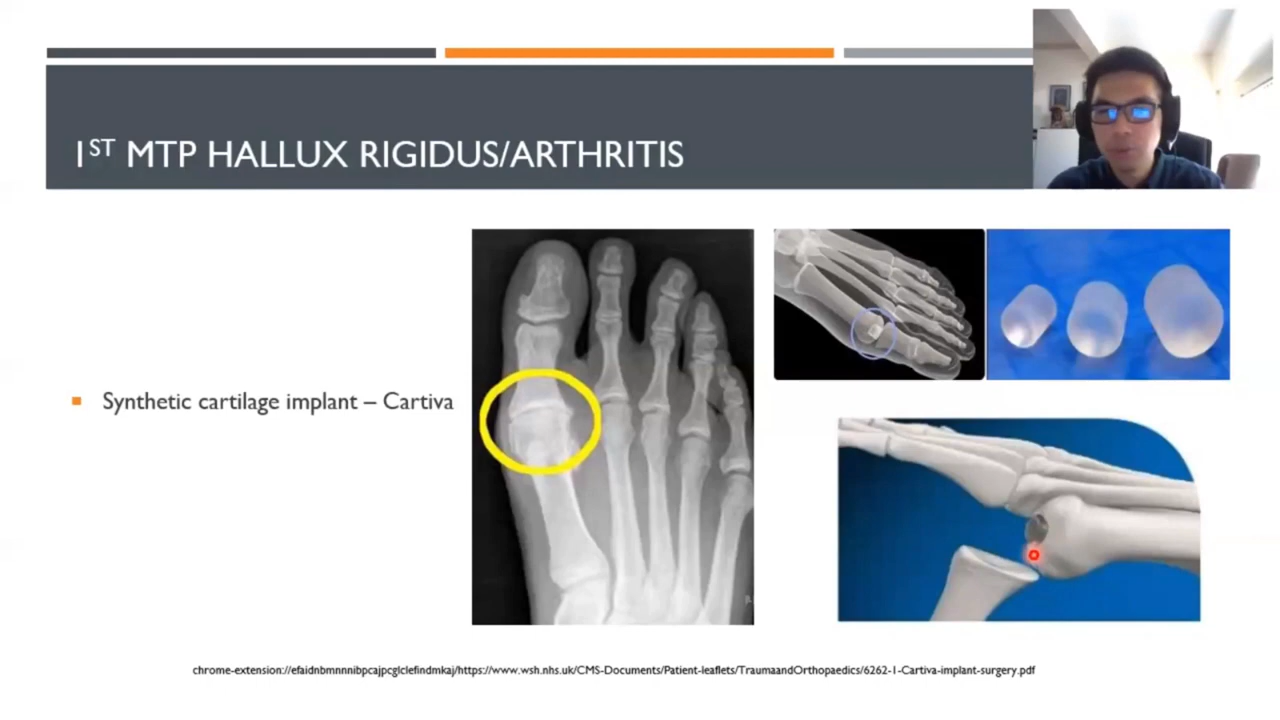 1ST MTP HALLUX RIGIDUS/ARTHRITIS
Synthetic cartilage implant – Cartiva
R
chrome-extension://efaidnbmnnnibpcajpcglclefindmkaj/https://www.wsh.nhs.uk/CMS-Documents/Patient-leaflets/TraumaandOrthopaedics/6262-1-Cartiva-implant-surgery.pdf